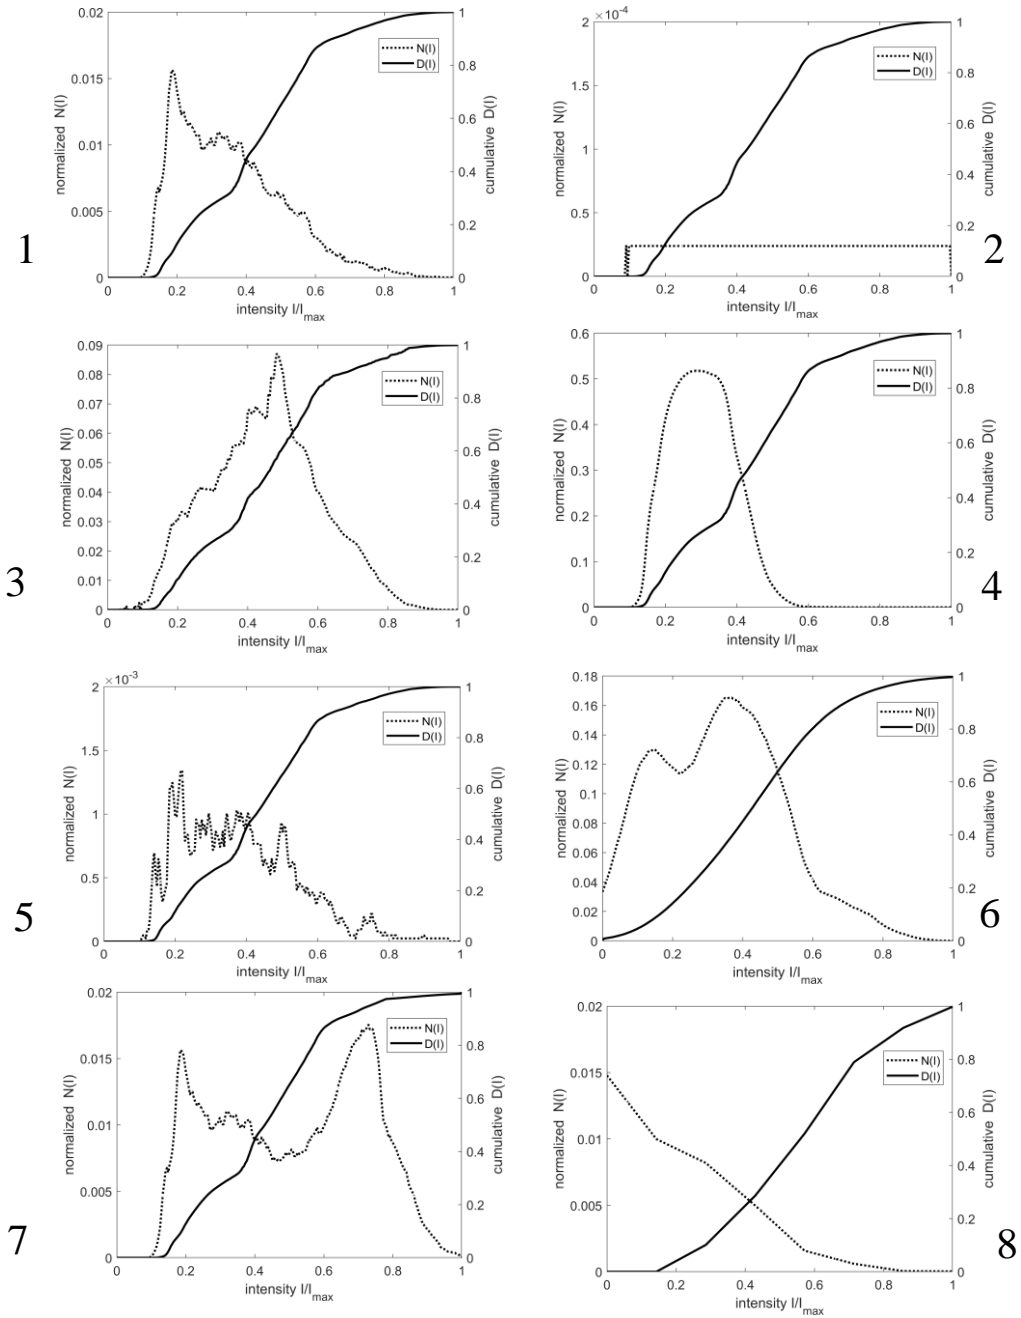 0.02
0.015
0.01
0.005
0
1
0.8
0.6
0.4
0.2
0
0 0.2 0.4 0.6 0.8 1
normalized N(I)
cumulative D(I)
intensity I/Imax
N(I)
D(I)
1
×10-4
2
1.5
1
0.5
0
1
0.8
0.6
0.4
0.2
0
0 0.2 0.4 0.6 0.8 1
normalized N(I)
cumulative D(I)
intensity I/Imax
N(I)
D(I)
2
0.09
0.08
0.07
0.06
0.05
0.04
0.03
0.02
0.01
0
1
0.8
0.6
0.4
0.2
0
0 0.2 0.4 0.6 0.8 1
normalized N(I)
cumulative D(I)
intensity I/Imax
N(I)
D(I)
3
0.6
0.5
0.4
0.3
0.2
0.1
0
1
0.8
0.6
0.4
0.2
0
0 0.2 0.4 0.6 0.8 1
normalized N(I)
cumulative D(I)
intensity I/Imax
N(I)
D(I)
4
×10-3
2
1.5
1
0.5
0
1
0.8
0.6
0.4
0.2
0
0 0.2 0.4 0.6 0.8 1
normalized N(I)
cumulative D(I)
intensity I/Imax
N(I)
D(I)
5
0.18
0.16
0.14
0.12
0.1
0.08
0.06
0.04
0.02
0
1
0.8
0.6
0.4
0.2
0
0 0.2 0.4 0.6 0.8 1
normalized N(I)
cumulative D(I)
intensity I/Imax
N(I)
D(I)
6
0.02
0.015
0.01
0.005
0
1
0.8
0.6
0.4
0.2
0
0 0.2 0.4 0.6 0.8 1
normalized N(I)
cumulative D(I)
intensity I/Imax
N(I)
D(I)
7
0.02
0.015
0.01
0.005
0
1
0.8
0.6
0.4
0.2
0
0 0.2 0.4 0.6 0.8 1
normalized N(I)
cumulative D(I)
intensity I/Imax
N(I)
D(I)
8